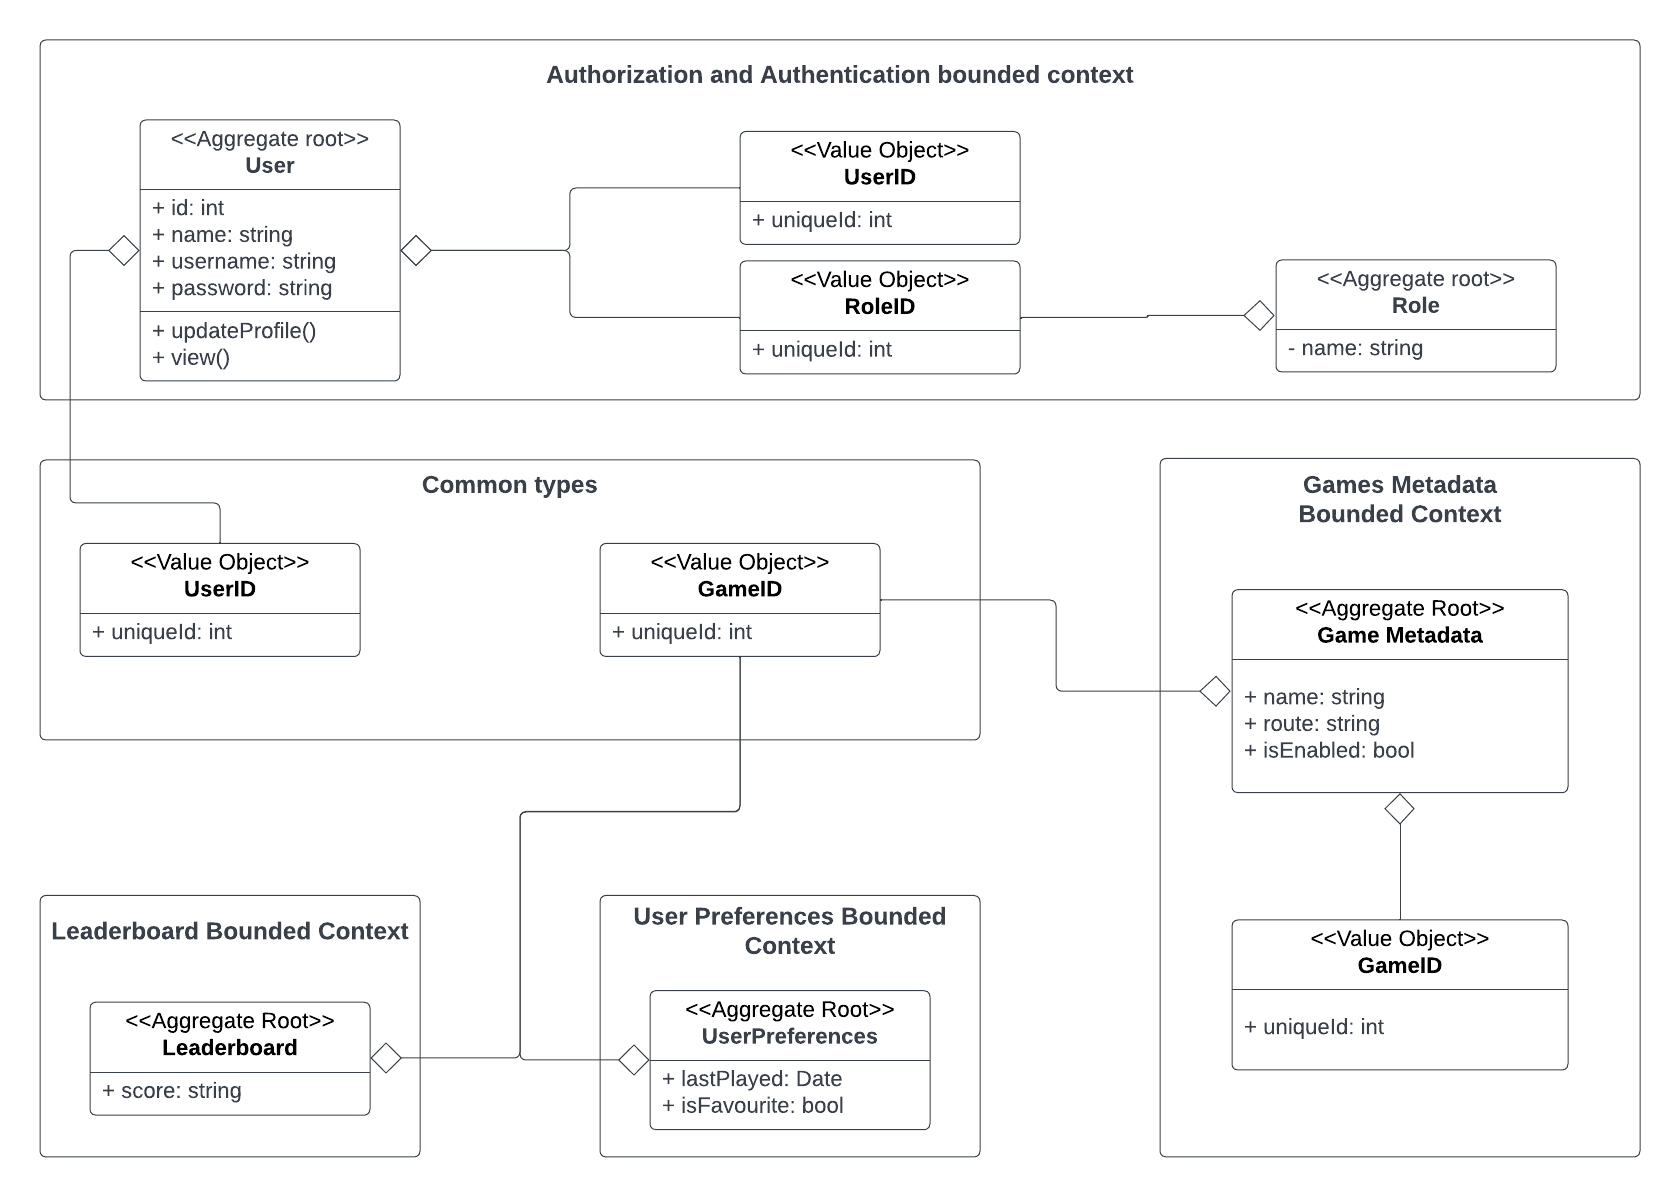 Authorization and Authentication bounded context
<<Aggregate root>>
User
+ id: int
+ name: string
+ username: string
+ password: string
+ updateProfile()
+ view()
<<Value Object>>
UserID
+ uniqueId: int
<<Value Object>>
RoleID
+ uniqueId: int
<<Aggregate root>>
Role
- name: string
Common types
<<Value Object>>
UserID
+ uniqueId: int
<<Value Object>>
GameID
+ uniqueId: int
Games Metadata
Bounded Context
<<Aggregate Root>>
Game Metadata
+ name: string
+ route: string
+ isEnabled: bool
<<Value Object>>
GameID
+ uniqueId: int
Leaderboard Bounded Context
<<Aggregate Root>>
Leaderboard
+ score: string
User Preferences Bounded
Context
<<Aggregate Root>>
UserPreferences
+ lastPlayed: Date
+ isFavourite: bool